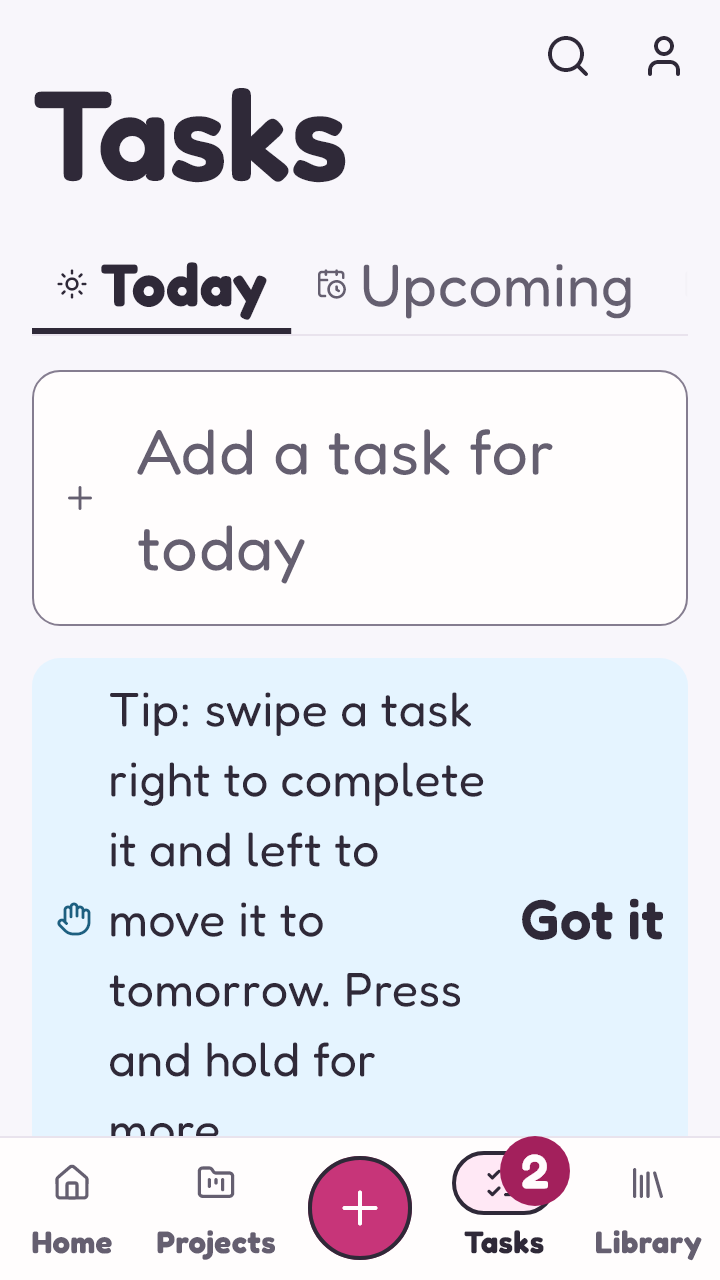 Tasks
Today
Upcoming
Add a task for
today
Tip: swipe a task
right to complete
it and left to
move it to
tomorrow. Press
and hold for
more
Got it
2
Home
Projects
Tasks
Library